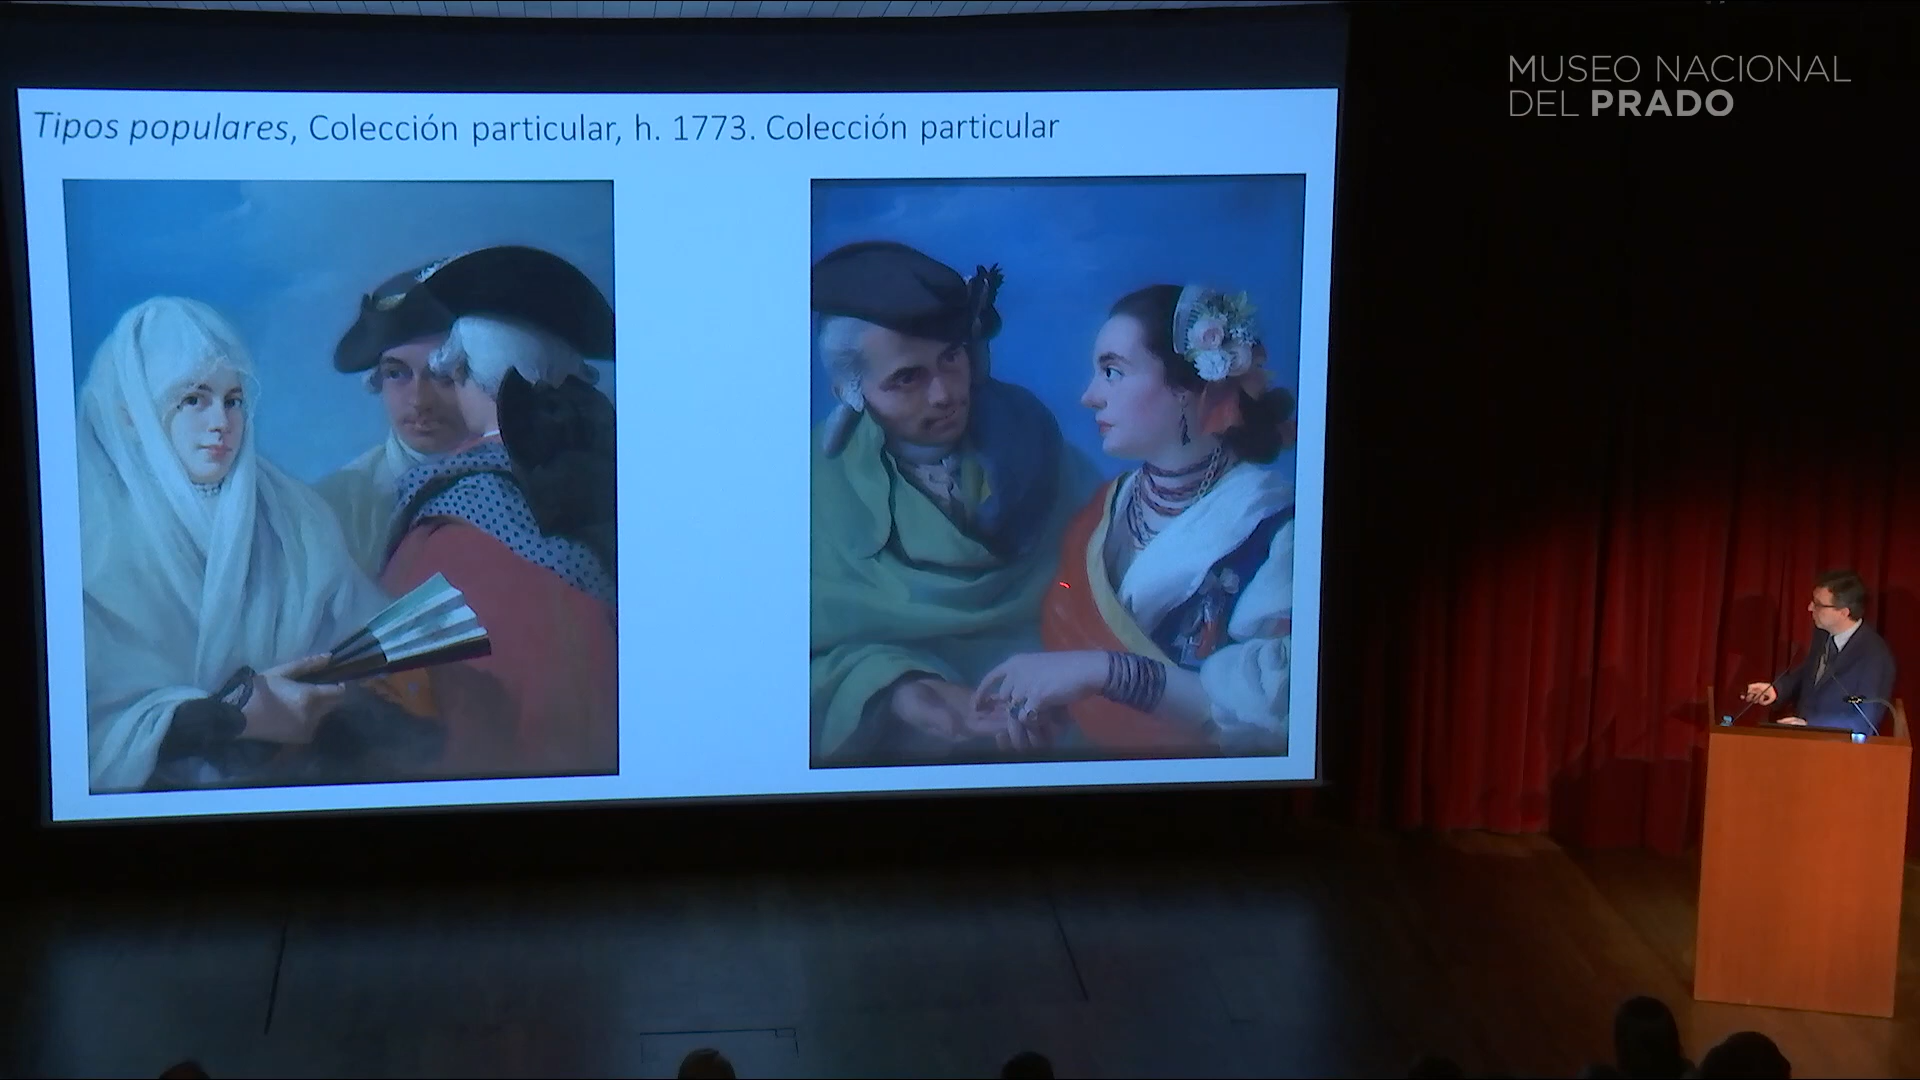 Tipos populares, Colección particular, h. 1773. Colección particular
MUSEO NACIONAL
DEL PRADO